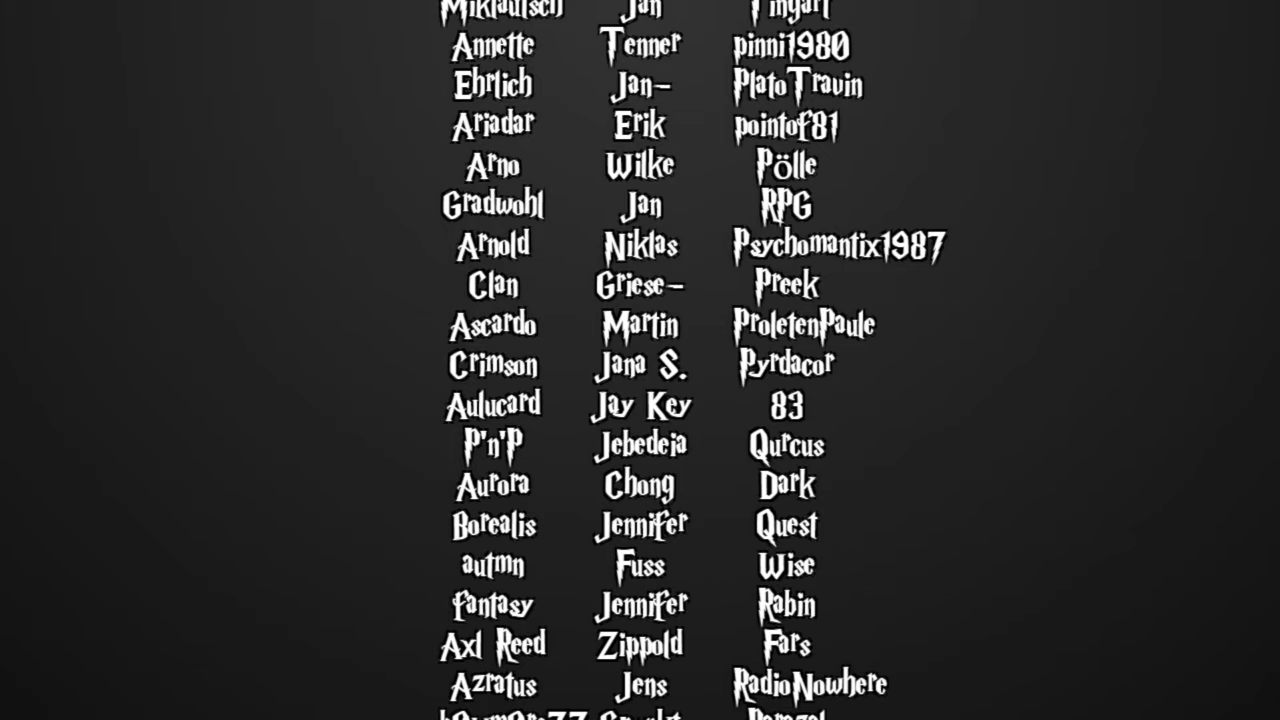 Jan
Annette Tenner pinni1980
Ehrlich Jan- PlatoTravin
Ariadar Erik pointof81
Arno Wilke Pölle
Gradwohl Jan RPG
Arnold Niklas Psychomantix1987
Clan Griese- Preek
Ascardo Martin ProletenPaule
Crimson Jana S. Pyrdacor
Aulucard Jay Key 83
P'n'P Jebedeia Qurcus
Aurora Chong Dark
Borealis Jennifer Quest
autmn Fuss Wise
fantasy Jennifer Rabin
Axl Reed Zippold Fars
Azratus Jens RadioNowhere